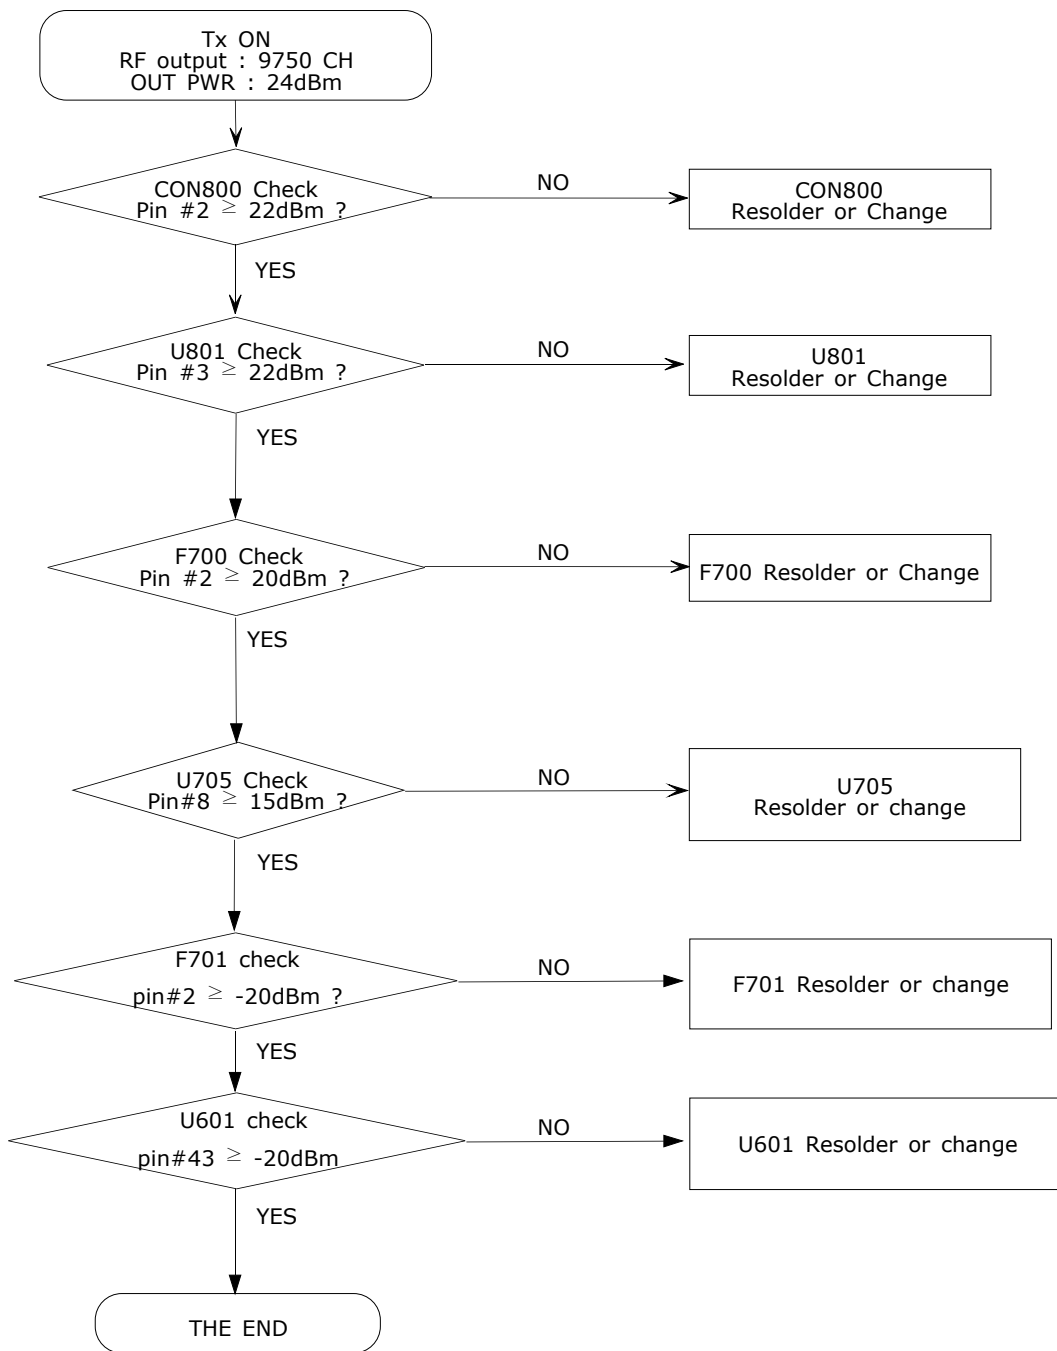 Tx ON
RF output : 9750 CH
OUT PWR : 24dBm
CON800 Check
Pin #2 ≥ 22dBm ?
NO
CON800
Resolder or Change
YES
U801 Check
Pin #3 ≥ 22dBm ?
NO
U801
Resolder or Change
YES
F700 Check
Pin #2 ≥ 20dBm ?
NO
F700 Resolder or Change
YES
U705 Check
Pin#8 ≥ 15dBm ?
NO
U705
Resolder or change
YES
F701 check
pin#2 ≥ -20dBm ?
NO
F701 Resolder or change
YES
U601 check
pin#43 ≥ -20dBm
NO
U601 Resolder or change
YES
THE END